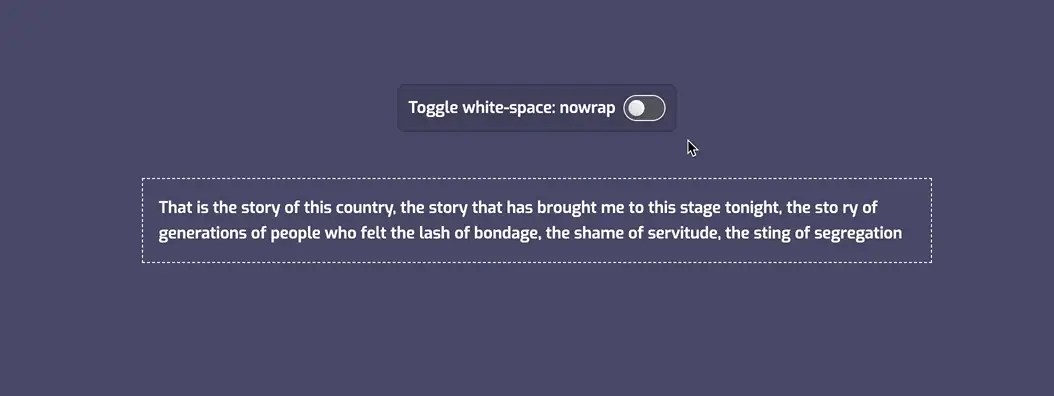 Toggle white-space: nowrap
That is the story of this country, the story that has brought me to this stage tonight, the sto ry of
generations of people who felt the lash of bondage, the shame of servitude, the sting of segregation